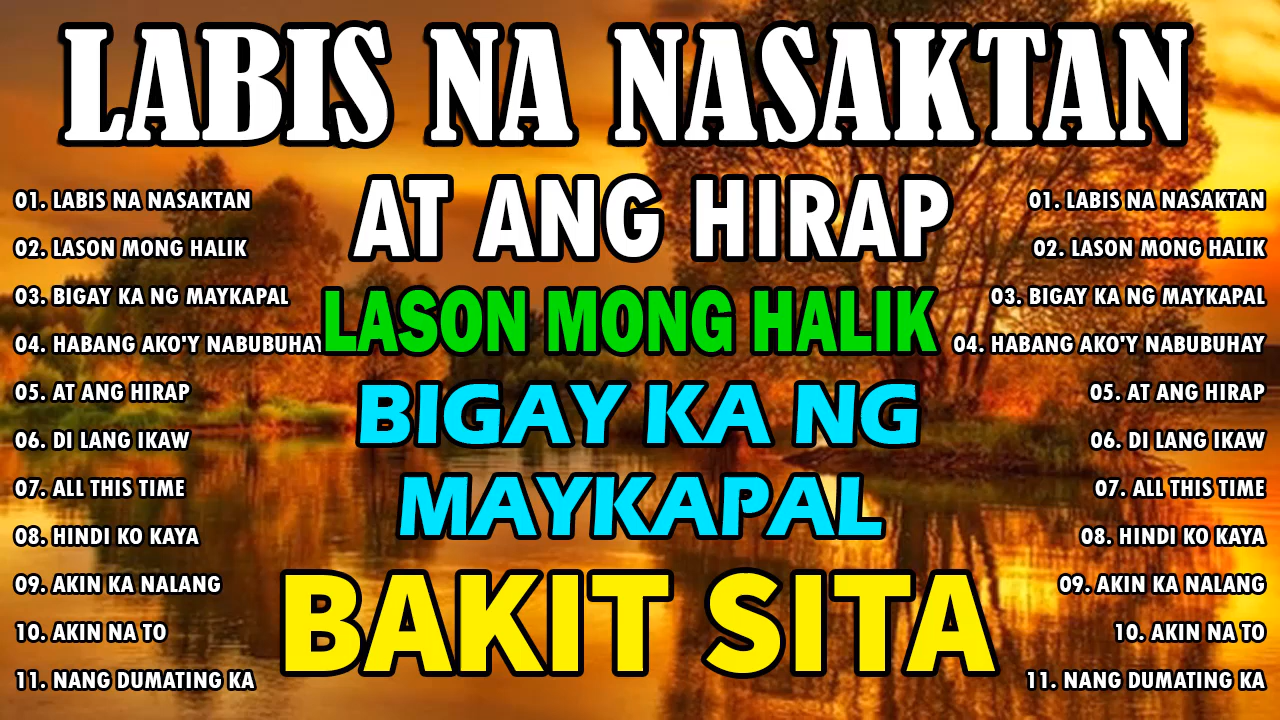 LABIS NA NASAKTAN
AT ANG HIRAP
LASON MONG HALIK
BIGAY KA NG
MAYKAPAL
BAKIT SITA
01. LABIS NA NASAKTAN
02. LASON MONG HALIK
03. BIGAY KA NG MAYKAPAL
04. HABANG AKO'Y NABUBUHAY
05. AT ANG HIRAP
06. DI LANG IKAW
07. ALL THIS TIME
08. HINDI KO KAYA
09. AKIN KA NALANG
10. AKIN NA TO
11. NANG DUMATING KA
01. LABIS NA NASAKTAN
02. LASON MONG HALIK
03. BIGAY KA NG MAYKAPAL
04. HABANG AKO'Y NABUBUHAY
05. AT ANG HIRAP
06. DI LANG IKAW
07. ALL THIS TIME
08. HINDI KO KAYA
09. AKIN KA NALANG
10. AKIN NA TO
11. NANG DUMATING KA